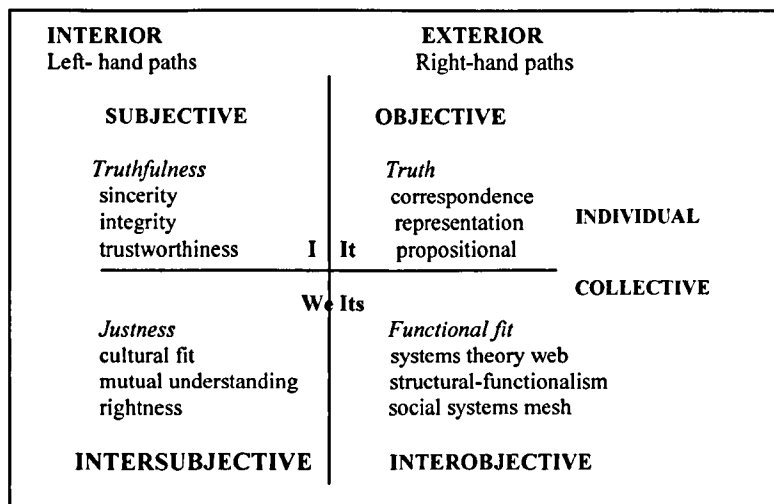 INTERIOR EXTERIOR
Left- hand paths Right-hand paths
SUBJECTIVE OBJECTIVE
Truthfulness Truth
sincerity correspondence
integrity representation INDIVIDUAL
trustworthiness I It propositional
COLLECTIVE
We Its
Justness Functional fit
cultural fit systems theory web
mutual understanding structural-functionalism
rightness social systems mesh
INTERSUBJECTIVE INTEROBJECTIVE